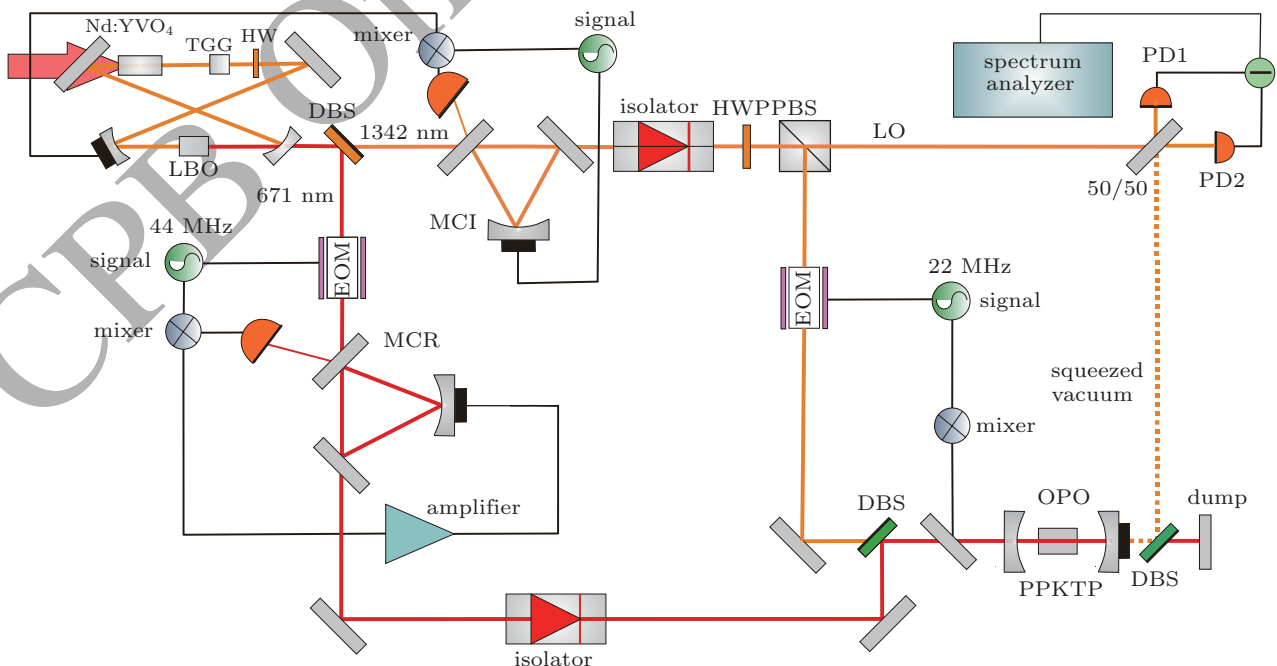 Nd:YVO₄
TGG
HW
mixer
signal
spectrum
analyzer
PD1
DBS
1342 nm
isolator
HWPPBS
LO
LBO
671 nm
MCI
50/50
PD2
44 MHz
signal
EOM
EOM
22 MHz
signal
mixer
MCR
squeezed
vacuum
mixer
amplifier
DBS
OPO
dump
PPKTP
DBS
isolator
CPB O